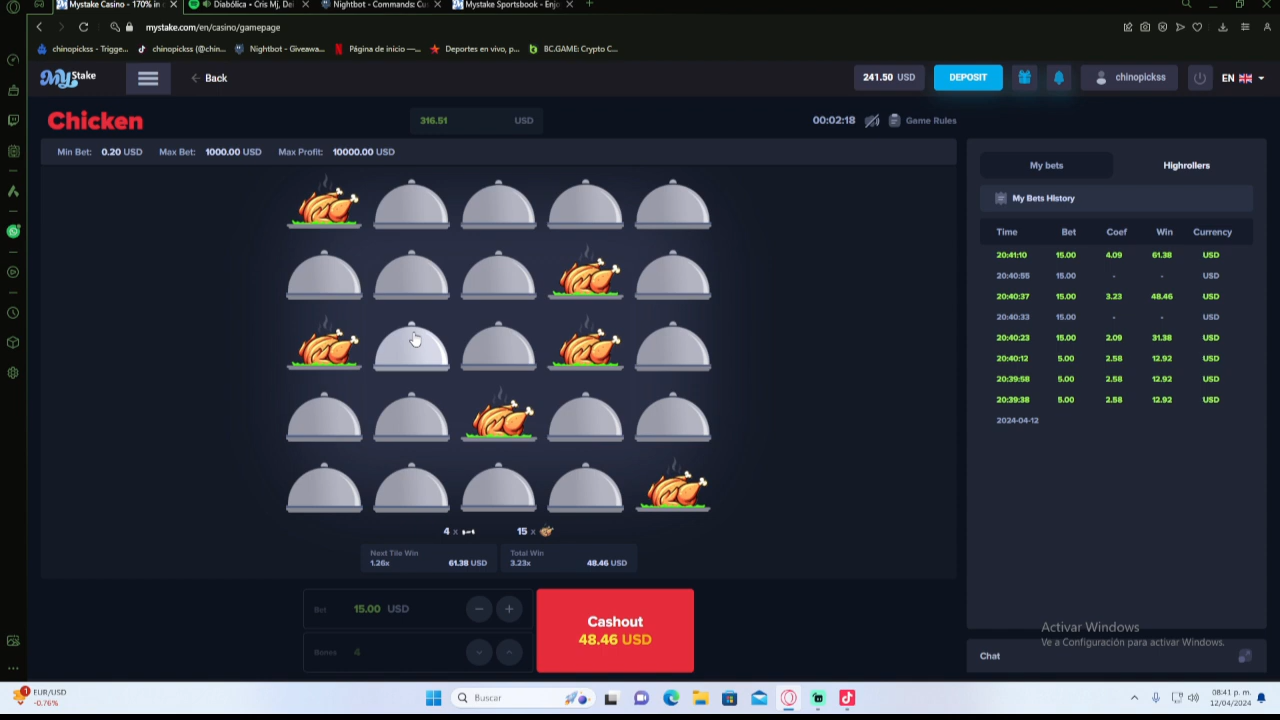 Mystake Casino - 170% in
Diabólica - Cris Mj, Dei
Nightbot - Commands: Cu
Mystake Sportsbook - Enjo
mystake.com/en/casino/gamepage
chinopickss - Trigge...
chinopickss (@chin...
Nightbot - Giveawa...
Página de inicio —...
Deportes en vivo, p...
BC.GAME: Crypto C...
MyStake
Back
241.50 USD
DEPOSIT
chinopickss
EN
Chicken
316.51 USD
00:02:18
Game Rules
Min Bet: 0.20 USD Max Bet: 1000.00 USD Max Profit: 10000.00 USD
My bets
Highrollers
My Bets History
Time Bet Coef Win Currency
20:41:10 15.00 4.09 61.38 USD
20:40:55 15.00 - - USD
20:40:37 15.00 3.23 48.46 USD
20:40:33 15.00 - - USD
20:40:23 15.00 2.09 31.38 USD
20:40:12 5.00 2.58 12.92 USD
20:39:58 5.00 2.58 12.92 USD
20:39:38 5.00 2.58 12.92 USD
2024-04-12
4 x
15 x
Next Tile Win
1.26x 61.38 USD
Total Win
3.23x 48.46 USD
Bet 15.00 USD − +
Bones 4
Cashout
48.46 USD
Activar Windows
Ve a Configuración para activar Windows.
Chat
1
EUR/USD
-0.76%
Buscar
08:41 p. m.
12/04/2024